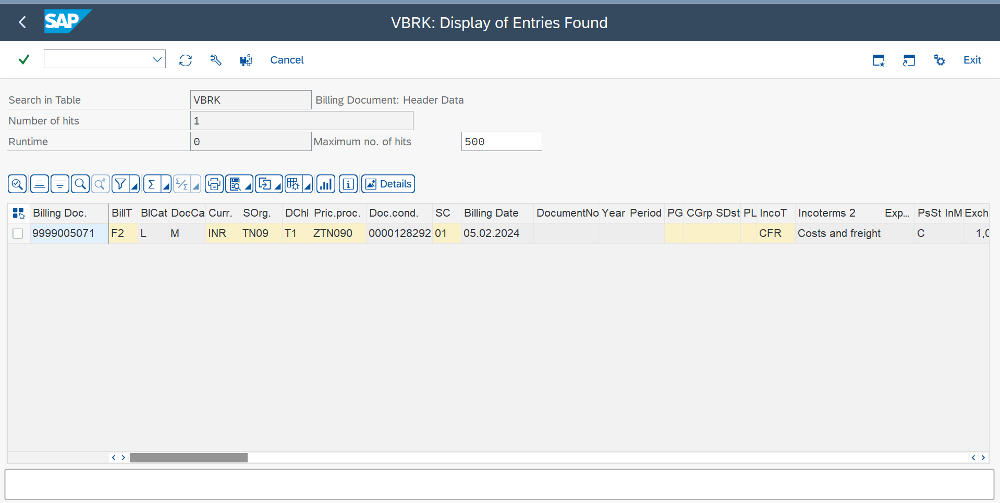 SAP
VBRK: Display of Entries Found
Cancel
Exit
Search in Table VBRK Billing Document: Header Data
Number of hits 1
Runtime 0 Maximum no. of hits 500
Details
Billing Doc. BillT BlCat DocCa Curr. SOrg. DChl Pric.proc. Doc.cond. SC Billing Date DocumentNo Year Period PG CGrp SDst PL IncoT Incoterms 2 Exp... PsSt InM Exch
9999005071 F2 L M INR TN09 T1 ZTN090 0000128292 01 05.02.2024 CFR Costs and freight C 1,0